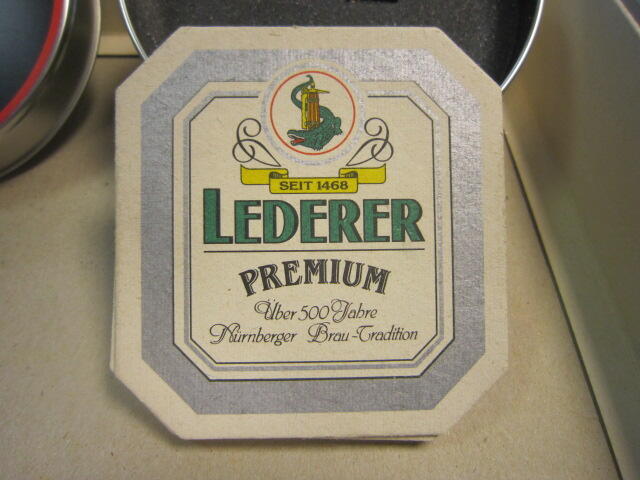 SEIT 1468
LEDERER
PREMIUM
Über 500 Jahre
Nürnberger Brau-Tradition